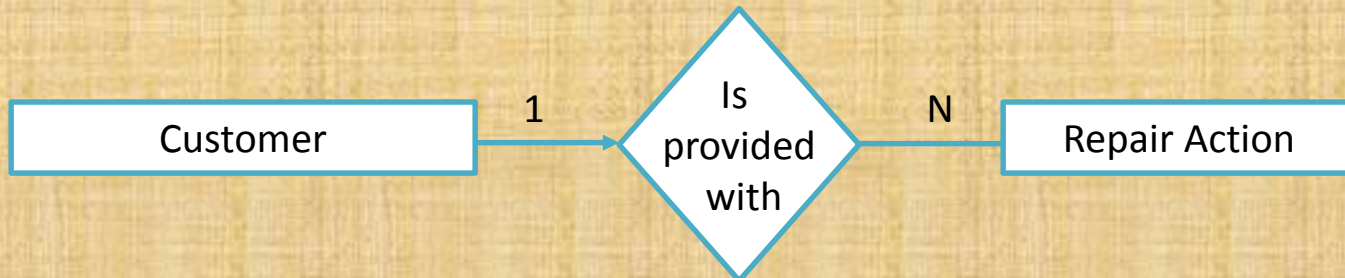 Customer
1
Is
provided
with
N
Repair Action